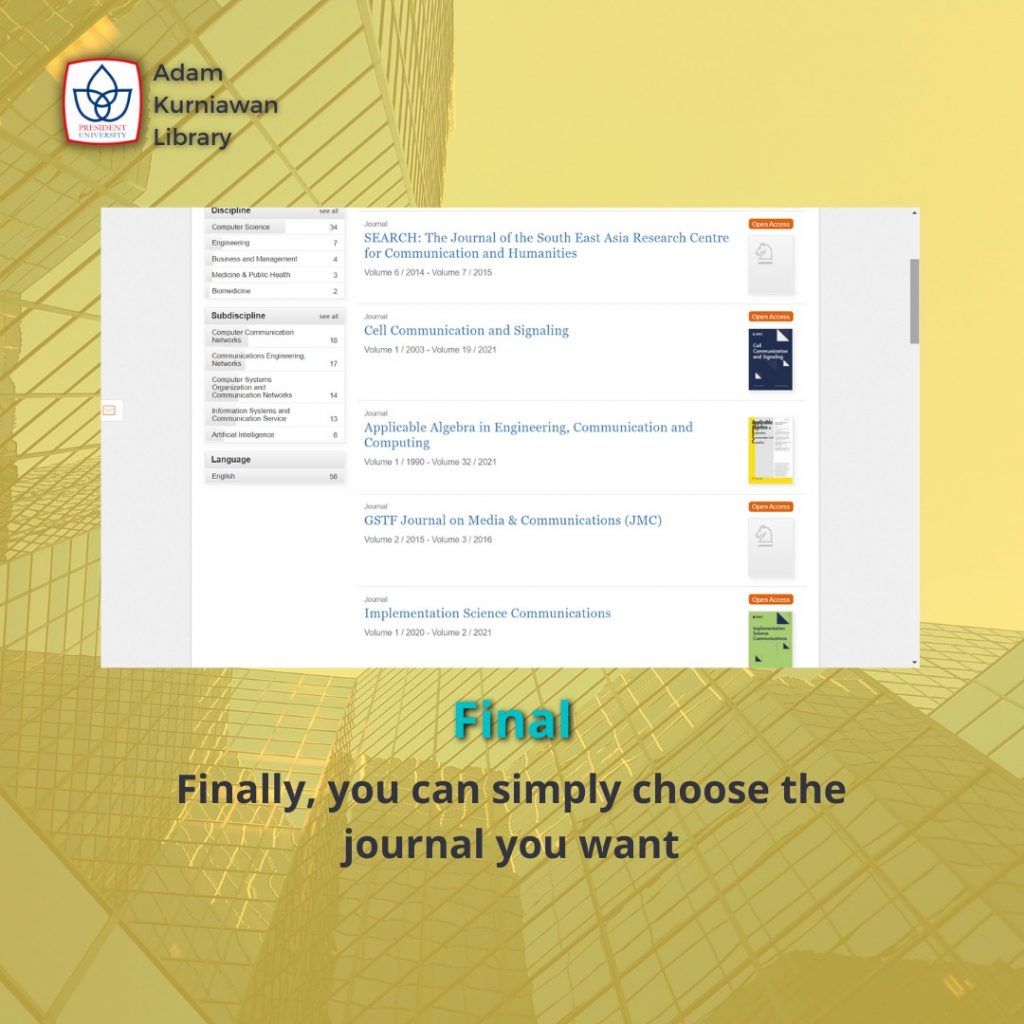 Adam
Kurniawan
Library
PRESIDENT
UNIVERSITY
Discipline see all
Computer Science 34
Engineering 7
Business and Management 4
Medicine & Public Health 3
Biomedicine 2
Subdiscipline see all
Computer Communication
Networks 18
Communications Engineering,
Networks 17
Computer Systems
Organization and
Communication Networks 14
Information Systems and
Communication Service 13
Artificial Intelligence 8
Language
English 58
Journal
Open Access
SEARCH: The Journal of the South East Asia Research Centre
for Communication and Humanities
Volume 6 / 2014 - Volume 7 / 2015
Journal
Open Access
Cell Communication and Signaling
Volume 1 / 2003 - Volume 19 / 2021
Cell
Communication
and Signaling
Journal
Applicable Algebra in Engineering, Communication and
Computing
Volume 1 / 1990 - Volume 32 / 2021
Applicable
Algebra in
Journal
Open Access
GSTF Journal on Media & Communications (JMC)
Volume 2 / 2015 - Volume 3 / 2016
Journal
Open Access
Implementation Science Communications
Volume 1 / 2020 - Volume 2 / 2021
Implementation
Science
Communications
Final
Finally, you can simply choose the
journal you want